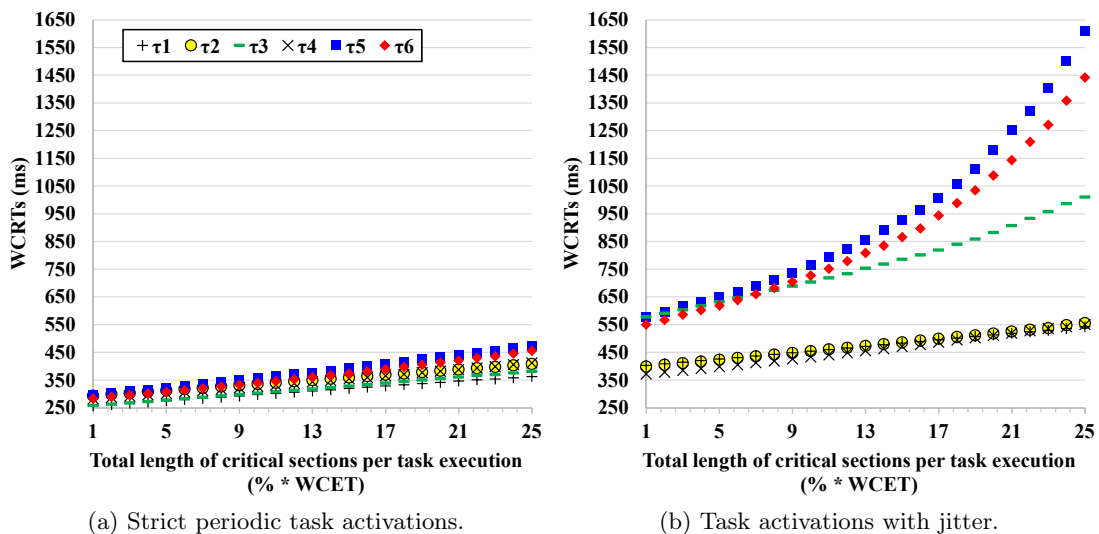 1650
1550
1450
1350
1250
1150
1050
950
850
750
650
550
450
350
250
WCRTs (ms)
τ1 τ2 τ3 τ4 τ5 τ6
1 5 9 13 17 21 25
Total length of critical sections per task execution
(% * WCET)
(a) Strict periodic task activations.
1650
1550
1450
1350
1250
1150
1050
950
850
750
650
550
450
350
250
WCRTs (ms)
1 5 9 13 17 21 25
Total length of critical sections per task execution
(% * WCET)
(b) Task activations with jitter.